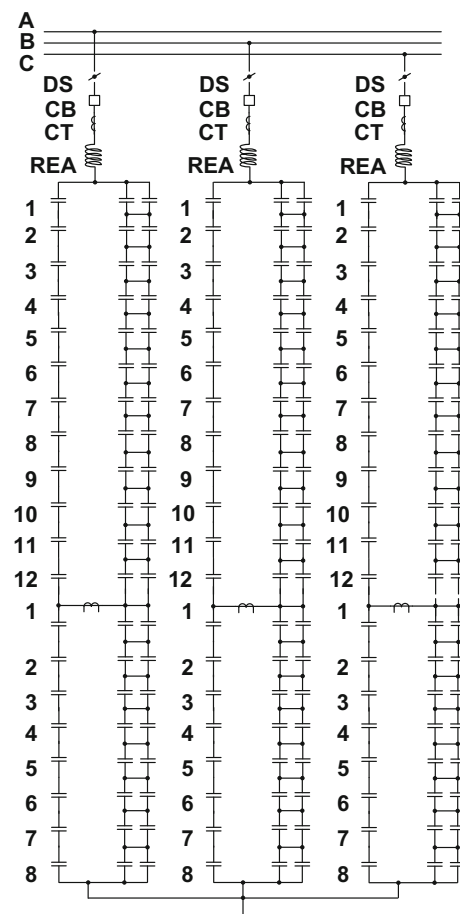 A
B
C
DS DS DS
CB CB CB
CT CT CT
REA REA REA
1 1 1
2 2 2
3 3 3
4 4 4
5 5 5
6 6 6
7 7 7
8 8 8
9 9 9
10 10 10
11 11 11
12 12 12
1 1 1
2 2 2
3 3 3
4 4 4
5 5 5
6 6 6
7 7 7
8 8 8